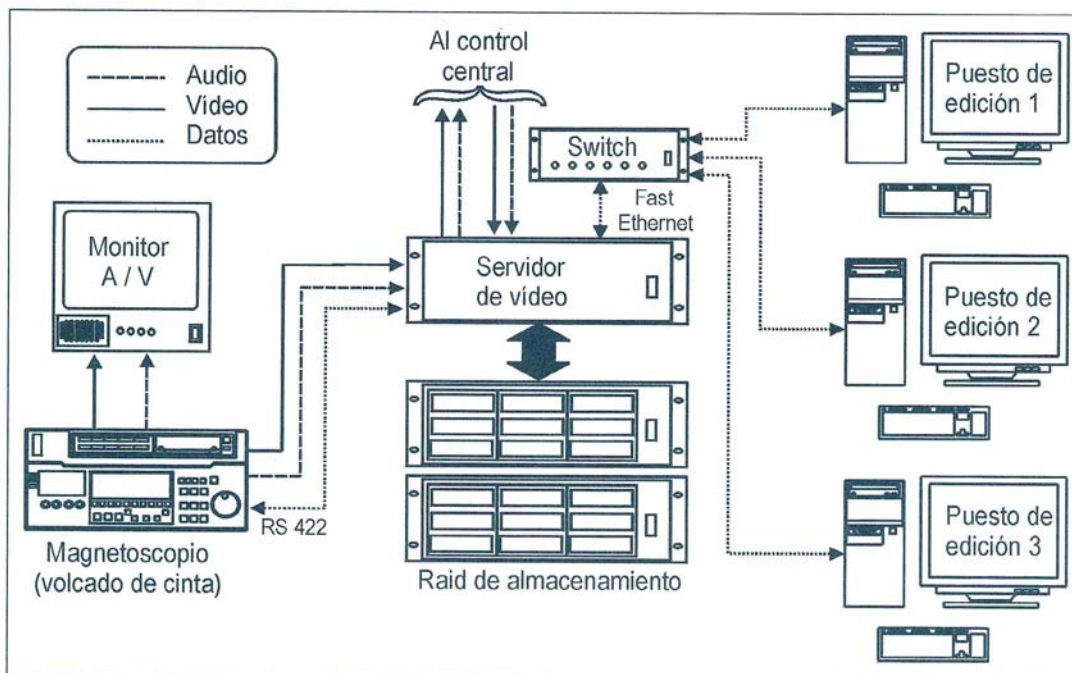 Audio
Vídeo
Datos
Al control
central
Switch
Fast
Ethernet
Puesto de
edición 1
Monitor
A / V
Servidor
de vídeo
Puesto de
edición 2
RS 422
Magnetoscopio
(volcado de cinta)
Raid de almacenamiento
Puesto de
edición 3